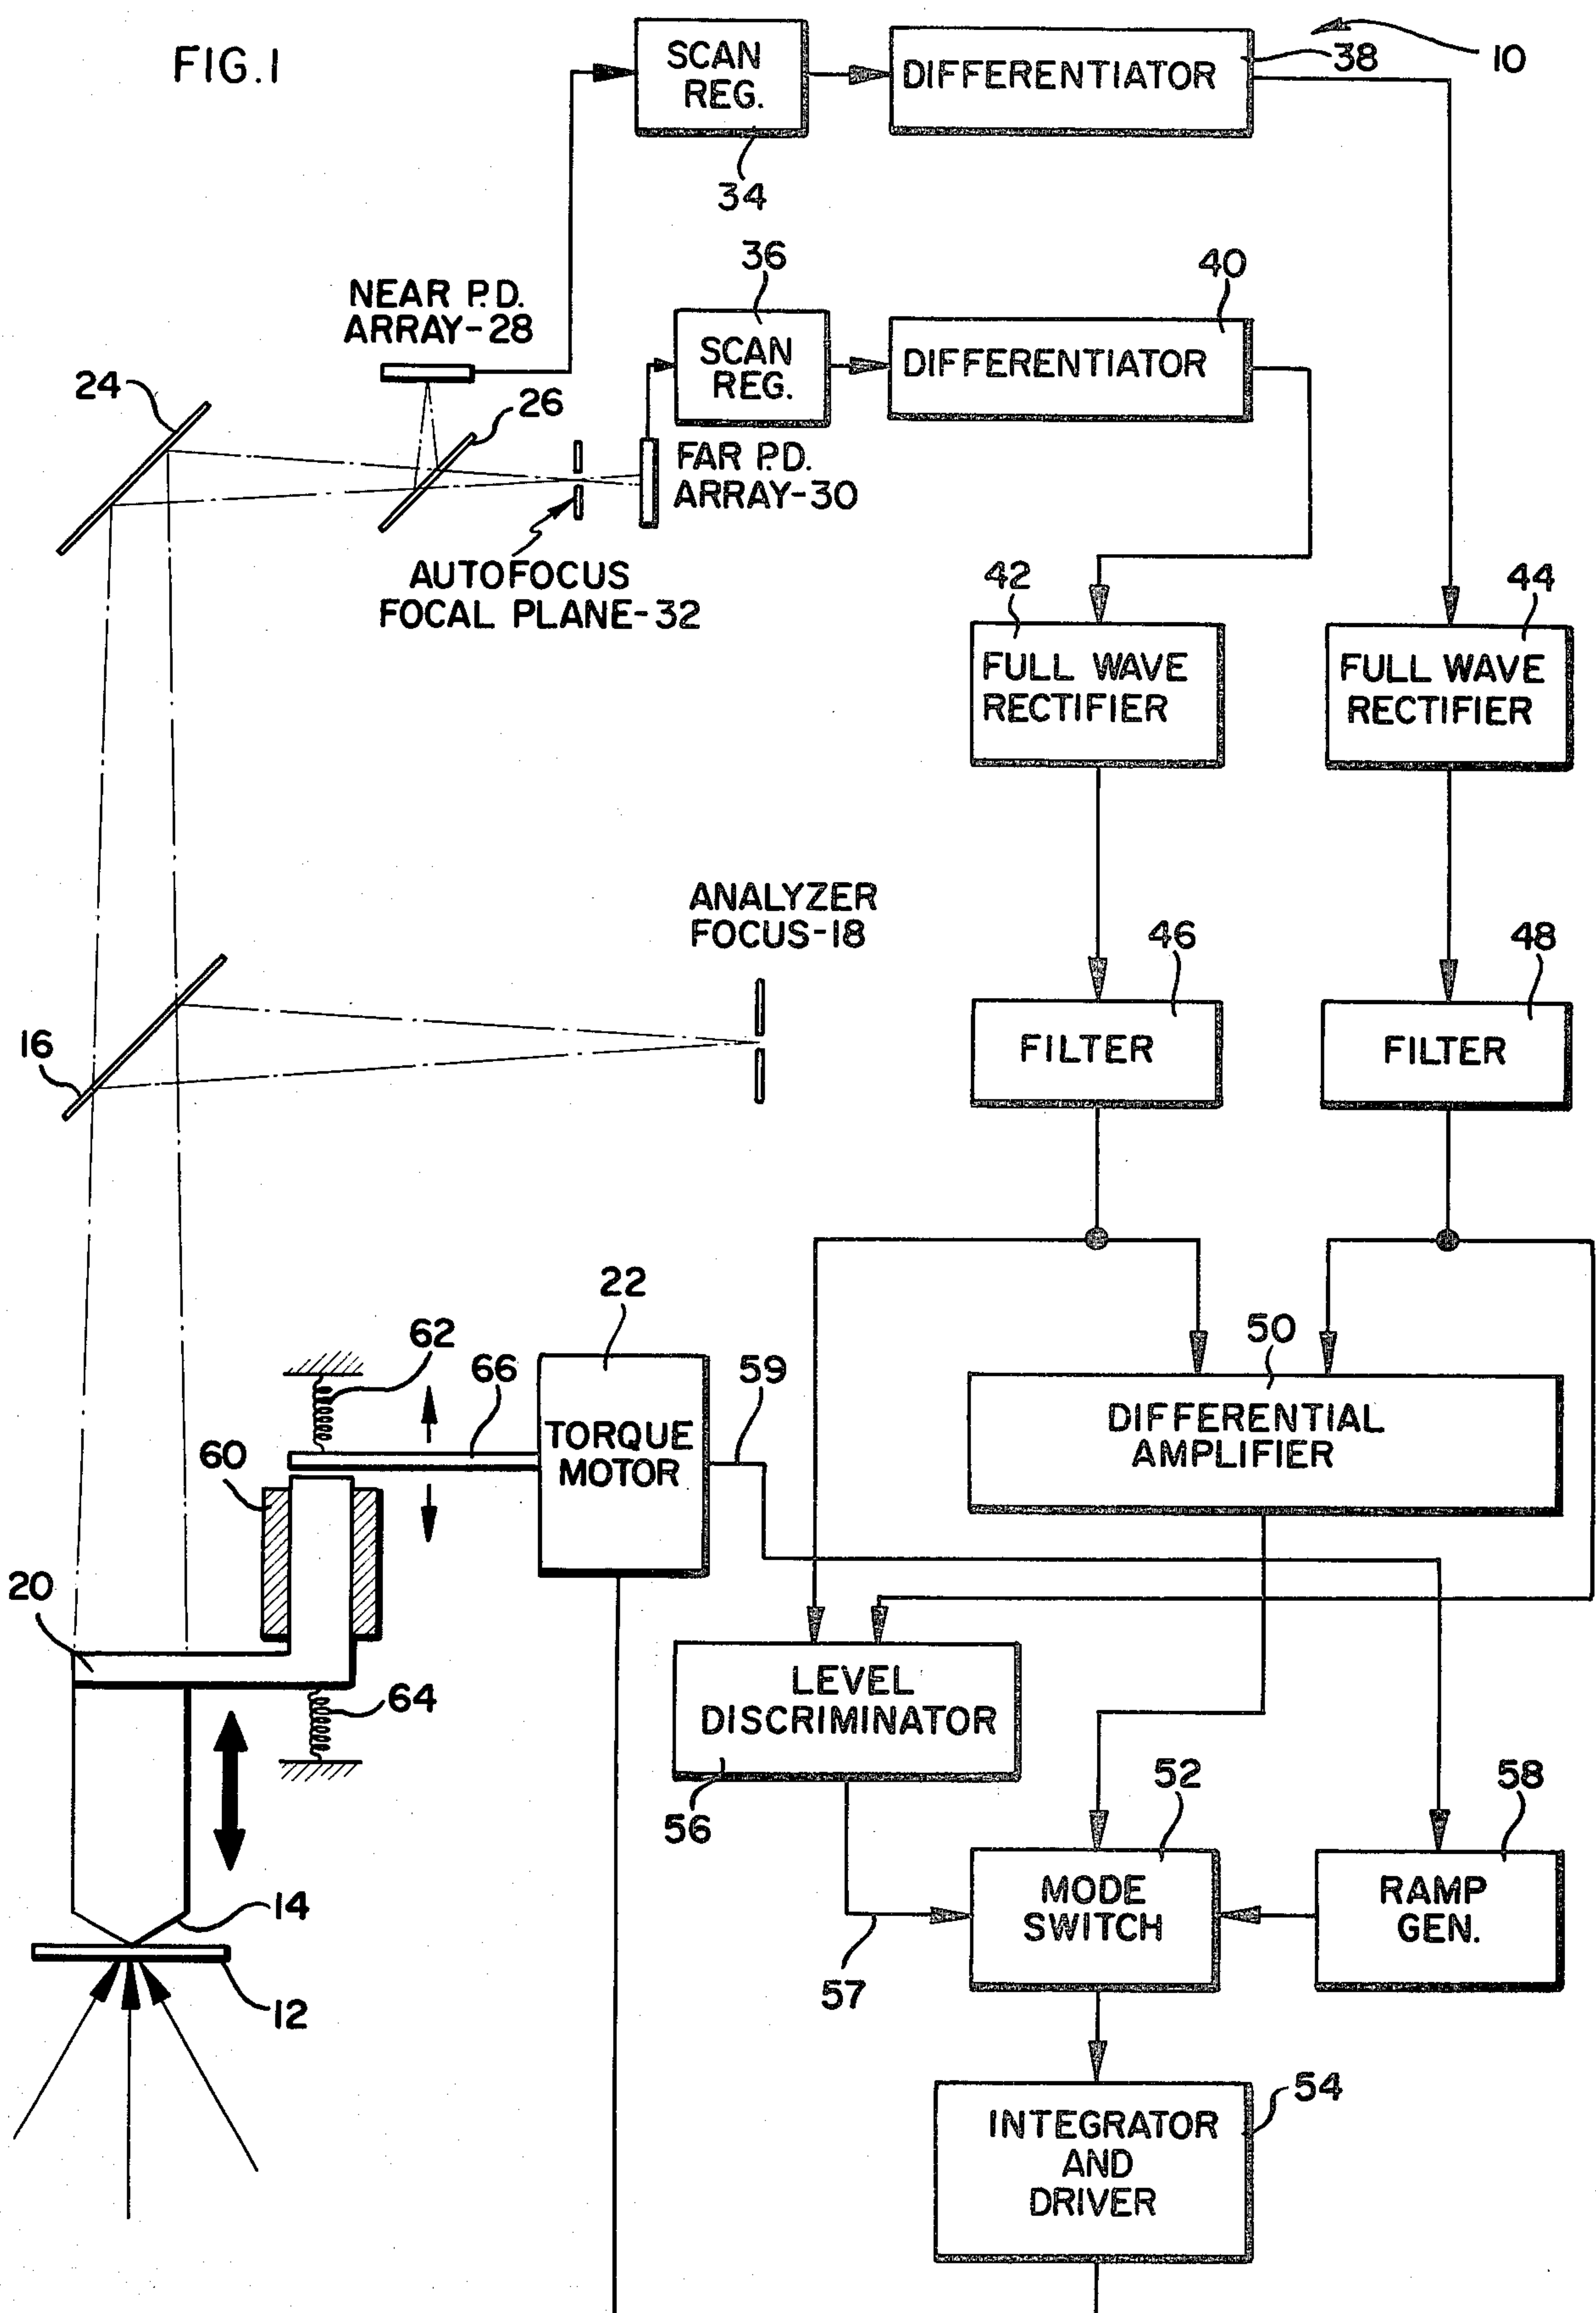 FIG.1
SCAN
REG.
34
DIFFERENTIATOR
38
10
36
SCAN
REG.
40
DIFFERENTIATOR
NEAR P.D.
ARRAY-28
24
26
FAR P.D.
ARRAY-30
AUTOFOCUS
FOCAL PLANE-32
42
FULL WAVE
RECTIFIER
44
FULL WAVE
RECTIFIER
ANALYZER
FOCUS-18
16
46
FILTER
48
FILTER
22
TORQUE
MOTOR
62
66
59
60
50
DIFFERENTIAL
AMPLIFIER
20
64
LEVEL
DISCRIMINATOR
56
57
52
MODE
SWITCH
58
RAMP
GEN.
14
12
54
INTEGRATOR
AND
DRIVER